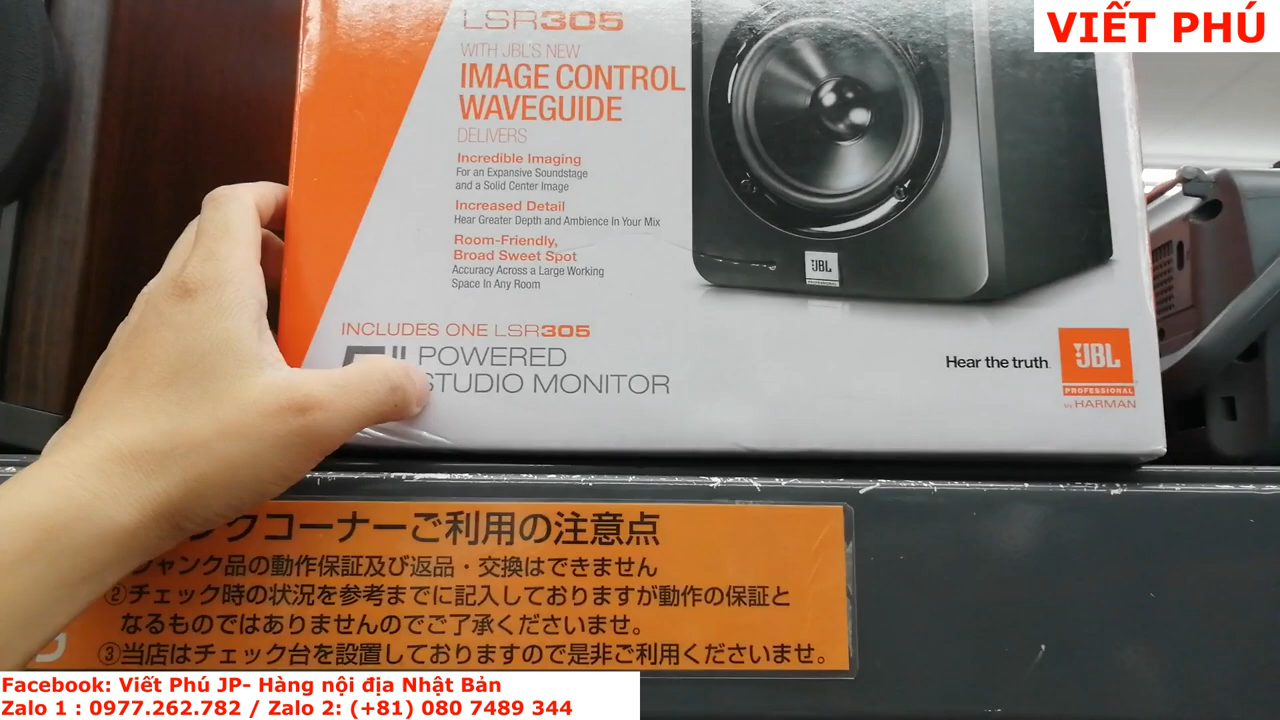 VIẾT PHÚ
LSR305
WITH JBL'S NEW
IMAGE CONTROL
WAVEGUIDE
DELIVERS
Incredible Imaging
For an Expansive Soundstage
and a Solid Center Image
Increased Detail
Hear Greater Depth and Ambience In Your Mix
Room-Friendly,
Broad Sweet Spot
Accuracy Across a Large Working
Space In Any Room
JBL
PROFESSIONAL
INCLUDES ONE LSR305
5" POWERED
STUDIO MONITOR
Hear the truth.
JBL
PROFESSIONAL
by HARMAN
ンクコーナーご利用の注意点
ジャンク品の動作保証及び返品・交換はできません
②チェック時の状況を参考までに記入しておりますが動作の保証と
なるものではありませんのでご了承くださいませ。
③当店はチェック台を設置しておりますので是非ご利用くださいませ。
Facebook: Viết Phú JP- Hàng nội địa Nhật Bản
Zalo 1 : 0977.262.782 / Zalo 2: (+81) 080 7489 344